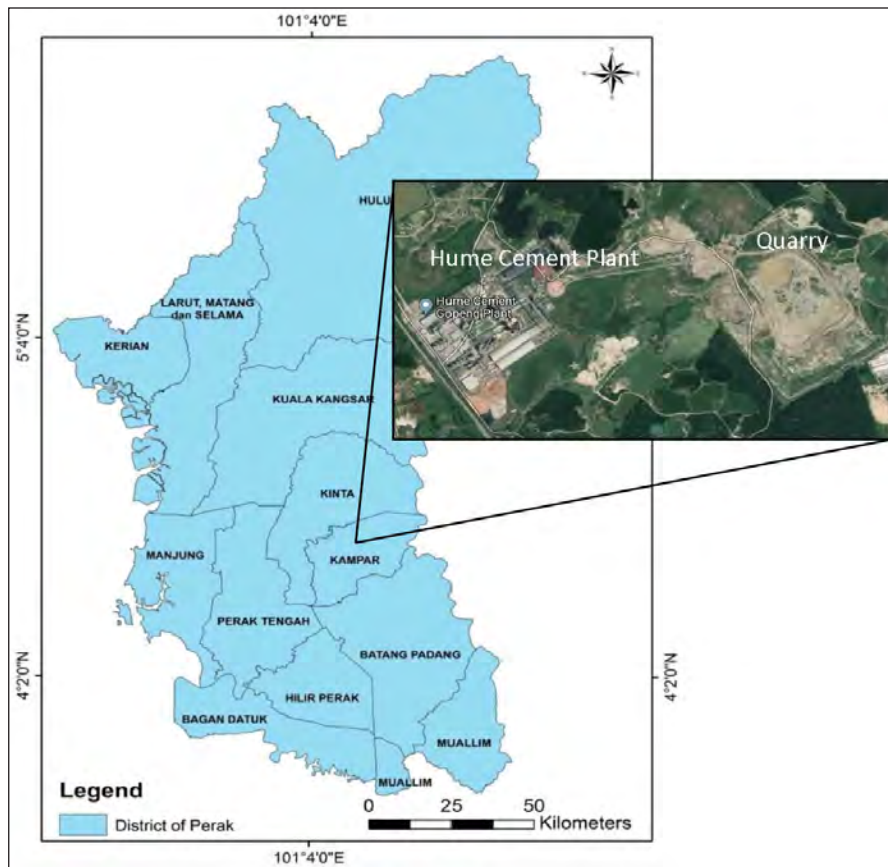 101°4'0"E
N
HULU
Hume Cement Plant
Quarry
Hume Cement
Gopeng Plant
LARUT, MATANG
dan SELAMA
KERIAN
5°4'0"N
KUALA KANGSAR
KINTA
MANJUNG
KAMPAR
PERAK TENGAH
BATANG PADANG
4°2'0"N
4°2'0"N
HILIR PERAK
BAGAN DATUK
MUALLIM
MUALLIM
Legend
District of Perak
0 25 50
Kilometers
101°4'0"E